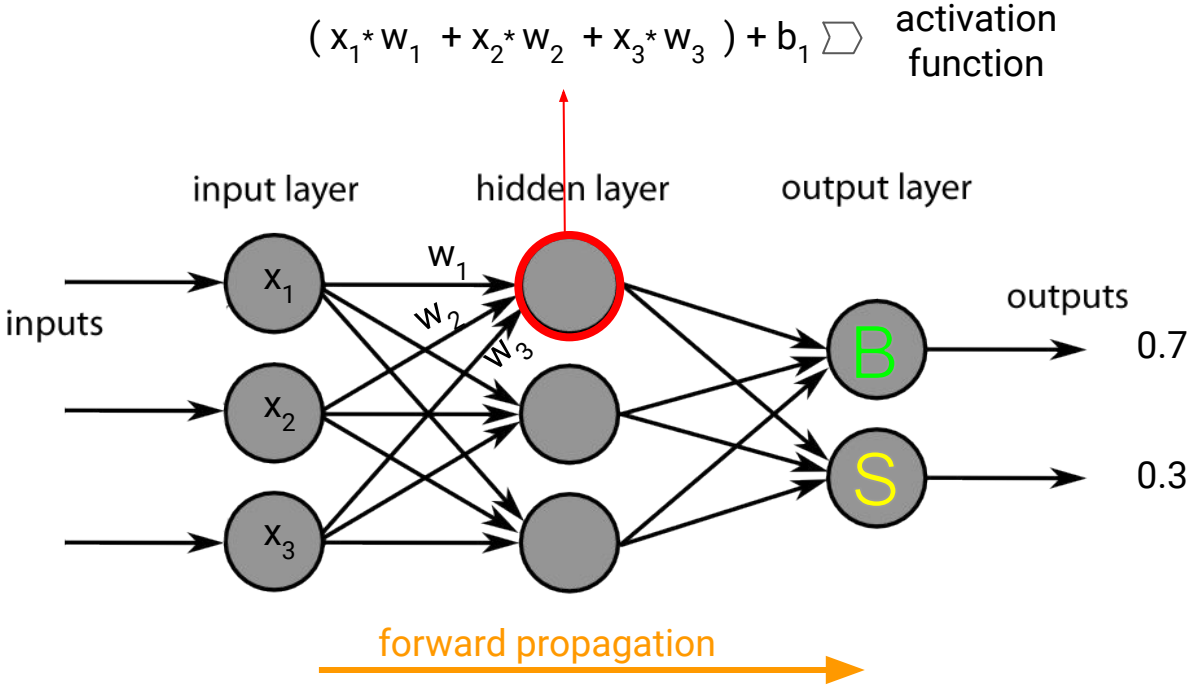 ( x₁* w₁ + x₂* w₂ + x₃* w₃ ) + b₁
activation
function
input layer
hidden layer
output layer
w₁
w₂
w₃
x₁
x₂
x₃
inputs
B
S
outputs
0.7
0.3
forward propagation